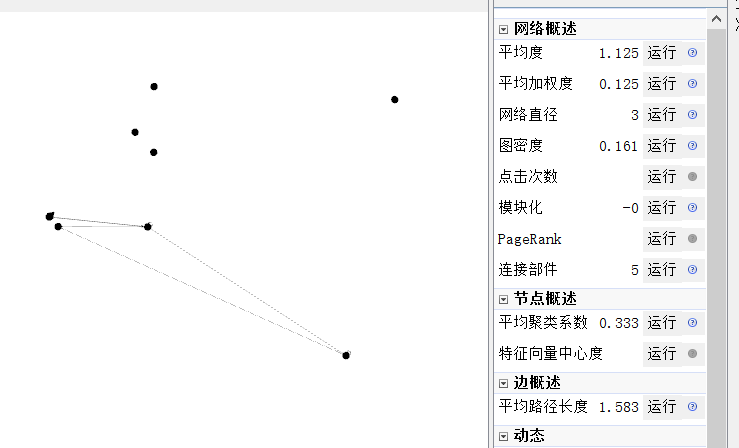 网络概述
平均度 1.125 运行
平均加权度 0.125 运行
网络直径 3 运行
图密度 0.161 运行
点击次数 运行
模块化 -0 运行
PageRank 运行
连接部件 5 运行
节点概述
平均聚类系数 0.333 运行
特征向量中心度 运行
边概述
平均路径长度 1.583 运行
动态